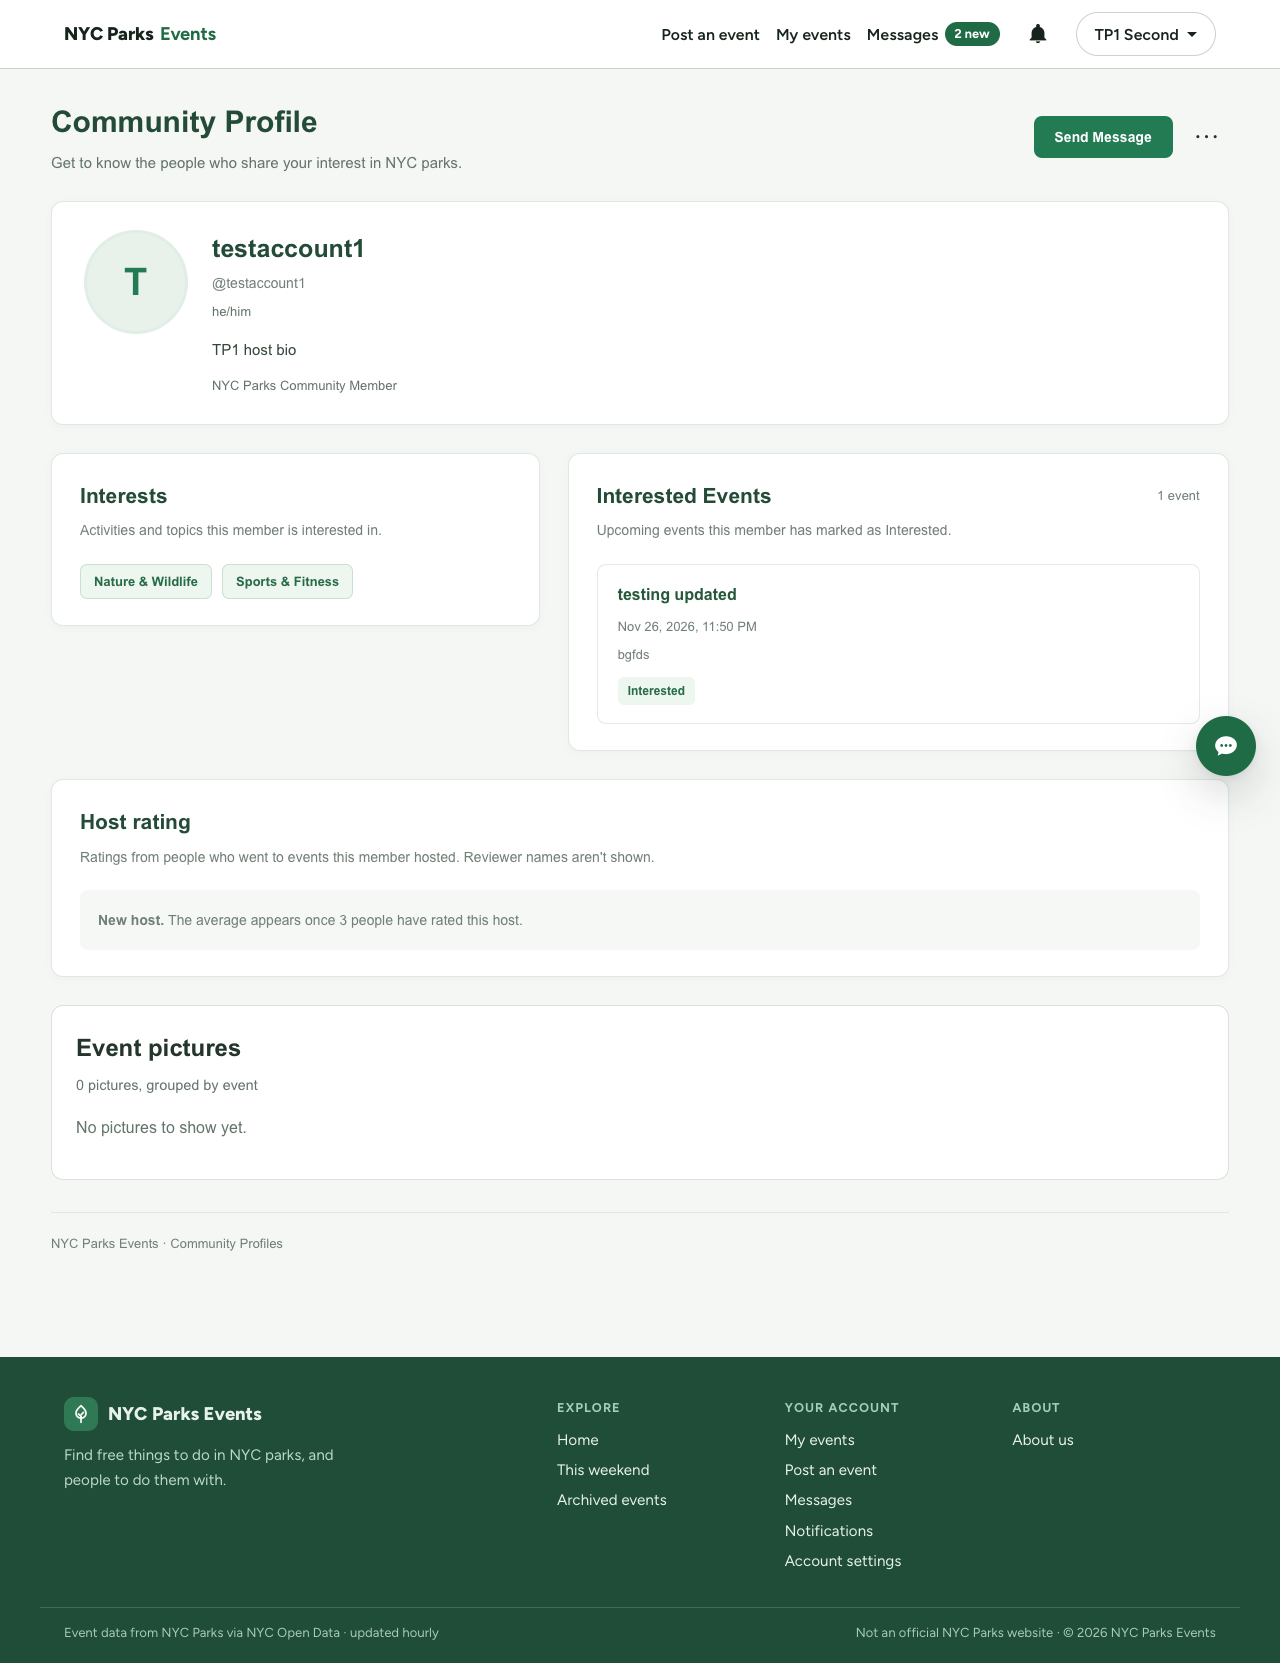 NYC Parks Events
Post an event
My events
Messages
2 new
TP1 Second
Community Profile
Get to know the people who share your interest in NYC parks.
Send Message
T
testaccount1
@testaccount1
he/him
TP1 host bio
NYC Parks Community Member
Interests
Activities and topics this member is interested in.
Nature & Wildlife
Sports & Fitness
Interested Events
1 event
Upcoming events this member has marked as Interested.
testing updated
Nov 26, 2026, 11:50 PM
bgfds
Interested
Host rating
Ratings from people who went to events this member hosted. Reviewer names aren't shown.
New host. The average appears once 3 people have rated this host.
Event pictures
0 pictures, grouped by event
No pictures to show yet.
NYC Parks Events · Community Profiles
NYC Parks Events
Find free things to do in NYC parks, and
people to do them with.
EXPLORE
Home
This weekend
Archived events
YOUR ACCOUNT
My events
Post an event
Messages
Notifications
Account settings
ABOUT
About us
Event data from NYC Parks via NYC Open Data · updated hourly
Not an official NYC Parks website · © 2026 NYC Parks Events